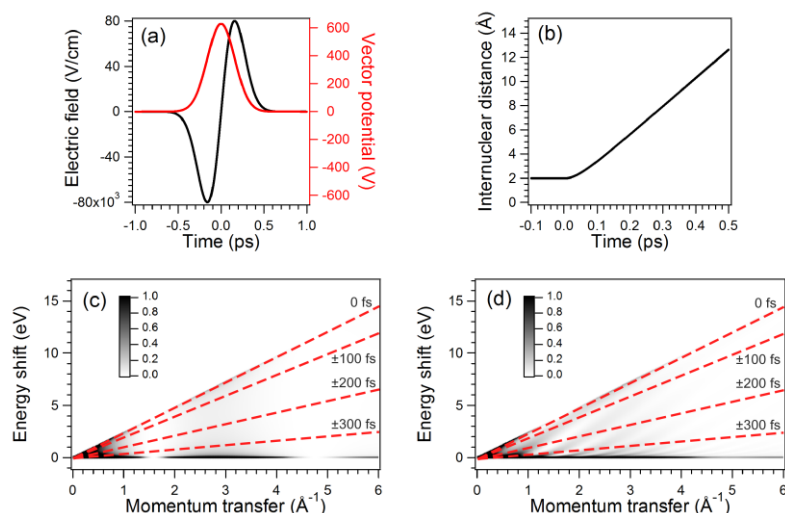 (a)
Electric field (V/cm)
80
40
0
-40
-80x10³
600
400
200
0
-200
-400
-600
Vector potential (V)
-1.0 -0.5 0.0 0.5 1.0
Time (ps)
(b)
Internuclear distance (Å)
14
12
10
8
6
4
2
0
-0.1 0.0 0.1 0.2 0.3 0.4 0.5
Time (ps)
(c)
Energy shift (eV)
15
10
5
0
1.0
0.8
0.6
0.4
0.2
0.0
0 fs
±100 fs
±200 fs
±300 fs
0 1 2 3 4 5 6
Momentum transfer (Å⁻¹)
(d)
Energy shift (eV)
15
10
5
0
1.0
0.8
0.6
0.4
0.2
0.0
0 fs
±100 fs
±200 fs
±300 fs
0 1 2 3 4 5 6
Momentum transfer (Å⁻¹)